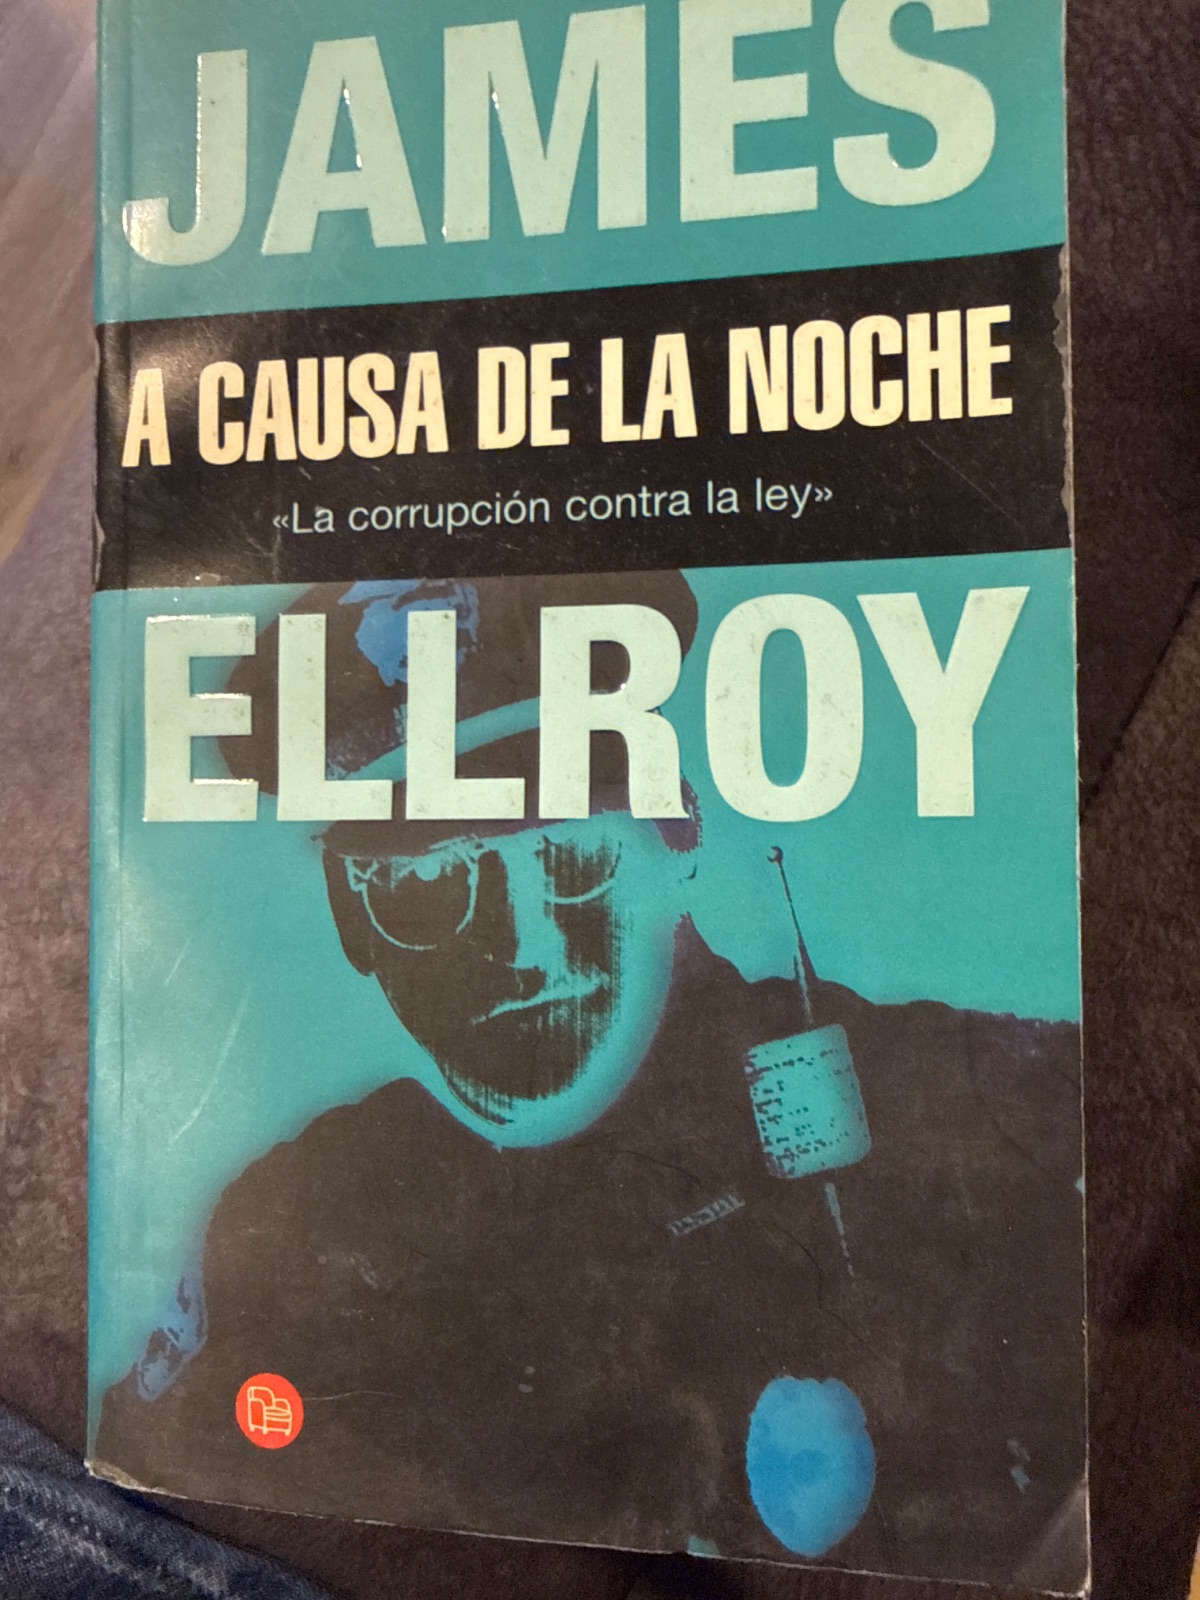 JAMES
A CAUSA DE LA NOCHE
«La corrupción contra la ley»
ELLROY